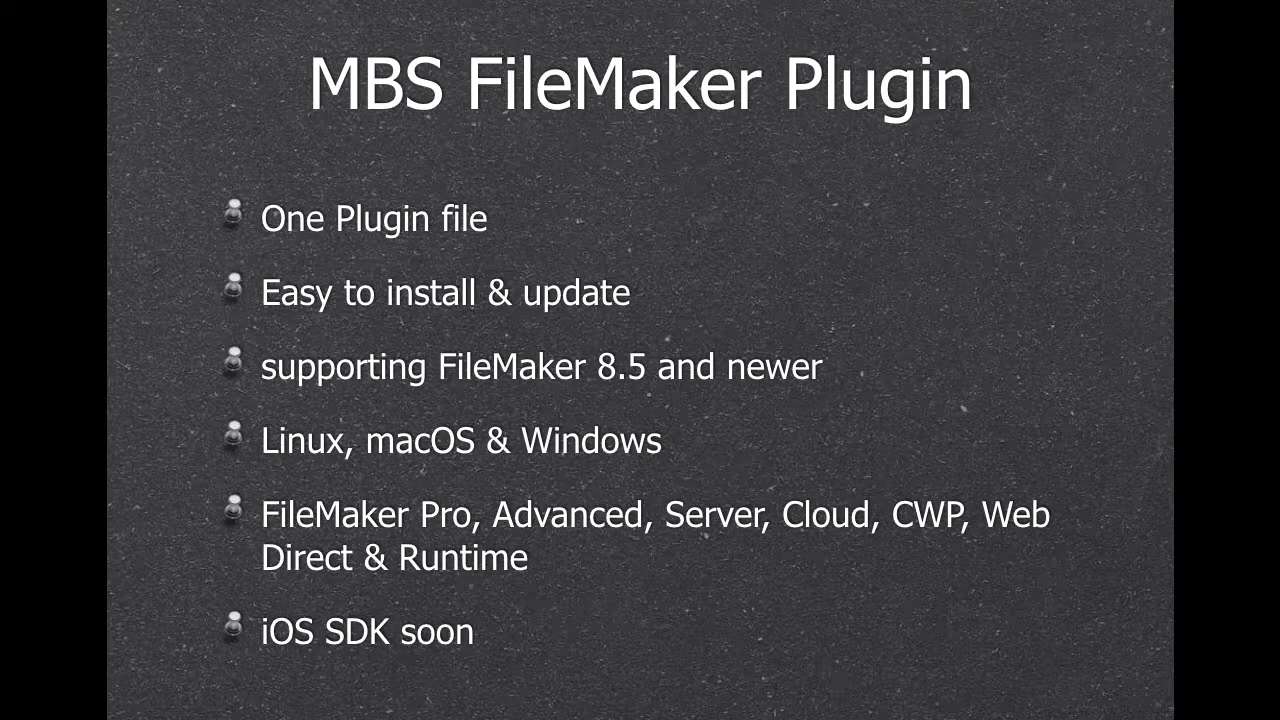 MBS FileMaker Plugin
One Plugin file
Easy to install & update
supporting FileMaker 8.5 and newer
Linux, macOS & Windows
FileMaker Pro, Advanced, Server, Cloud, CWP, Web
Direct & Runtime
iOS SDK soon